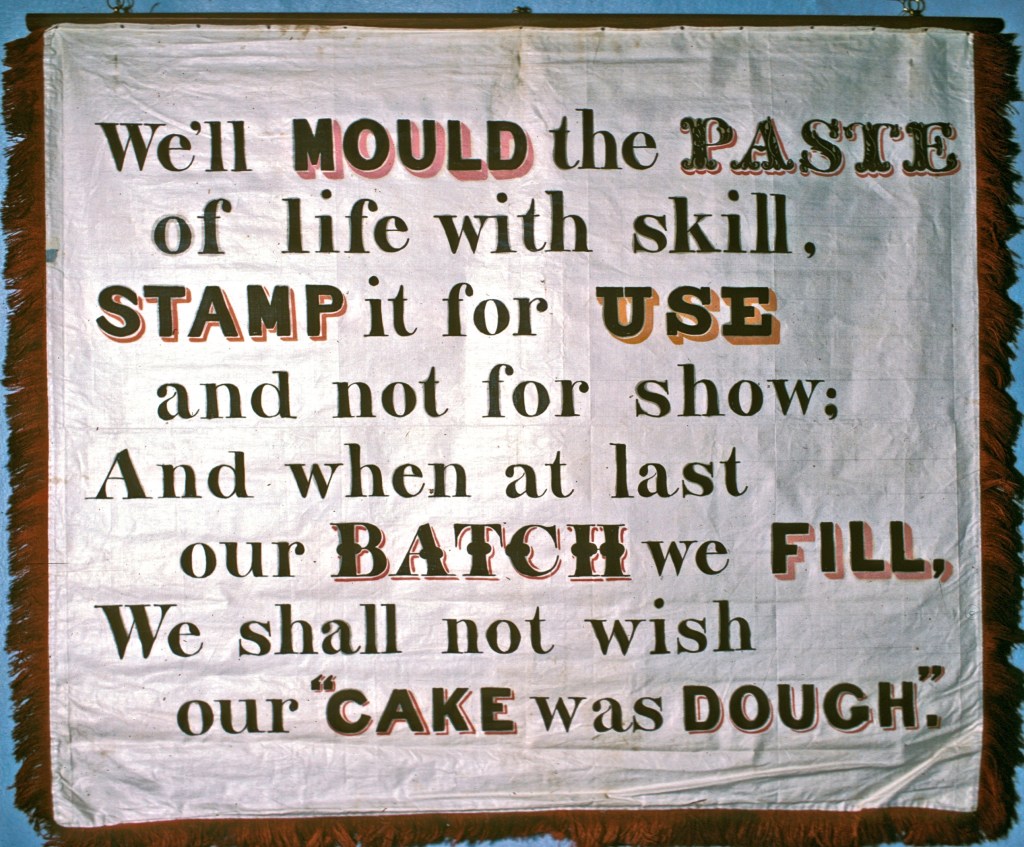 We'll MOULD the PASTE
of life with skill,
STAMP it for USE
and not for show;
And when at last
our BATCH we FILL,
We shall not wish
our "CAKE was DOUGH".